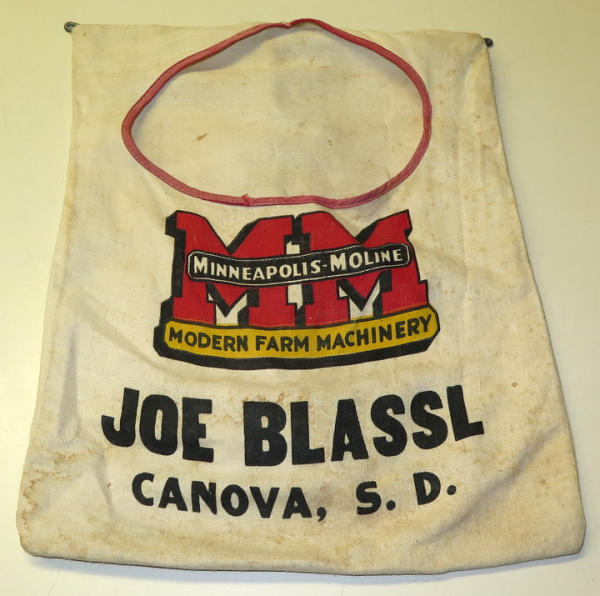 MM
MINNEAPOLIS-MOLINE
MODERN FARM MACHINERY
JOE BLASSL
CANOVA, S. D.